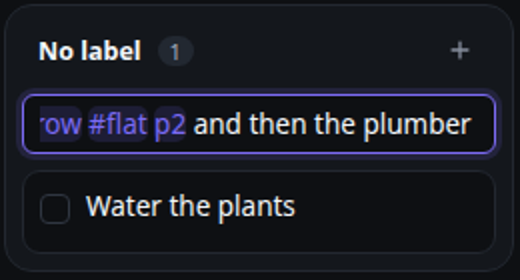 No label 1 +
row #flat p2 and then the plumber
Water the plants